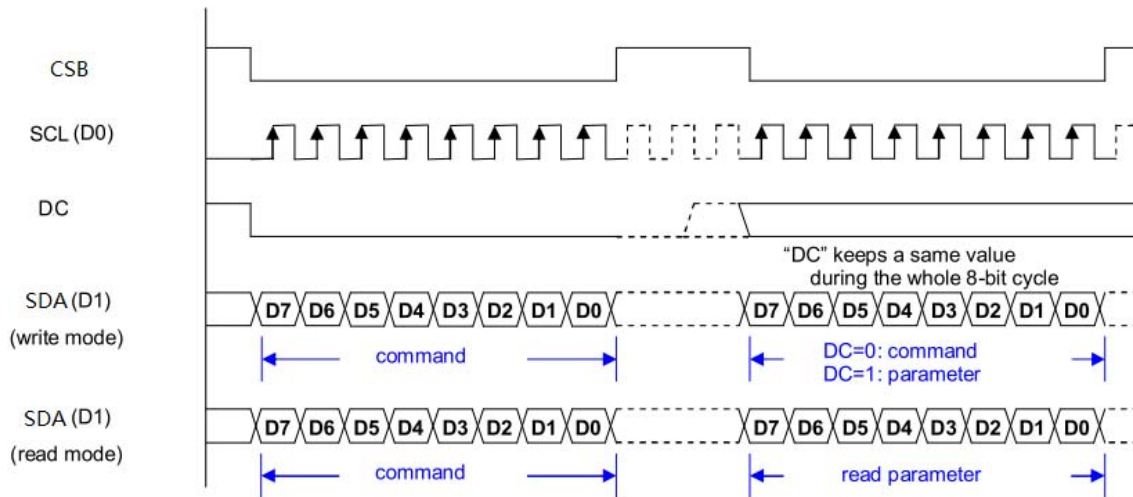 CSB
SCL (D0)
DC
“DC” keeps a same value
during the whole 8-bit cycle
SDA (D1)
(write mode)
D7 D6 D5 D4 D3 D2 D1 D0
D7 D6 D5 D4 D3 D2 D1 D0
command
DC=0: command
DC=1: parameter
SDA (D1)
(read mode)
D7 D6 D5 D4 D3 D2 D1 D0
D7 D6 D5 D4 D3 D2 D1 D0
command
read parameter